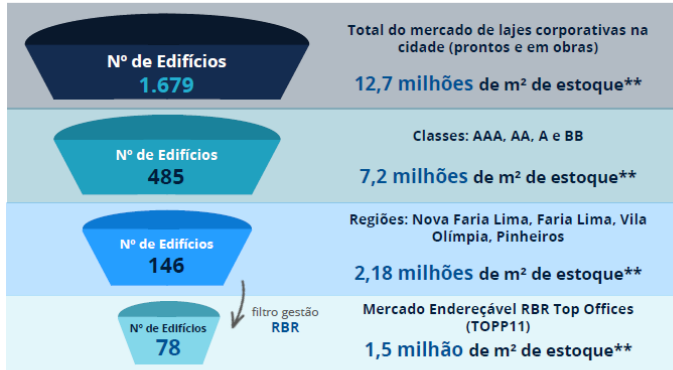 Nº de Edifícios
1.679
Total do mercado de lajes corporativas na
cidade (prontos e em obras)
12,7 milhões de m² de estoque**
Nº de Edifícios
485
Classes: AAA, AA, A e BB
7,2 milhões de m² de estoque**
Nº de Edifícios
146
Regiões: Nova Faria Lima, Faria Lima, Vila
Olímpia, Pinheiros
2,18 milhões de m² de estoque**
filtro gestão
RBR
Nº de Edifícios
78
Mercado Endereçável RBR Top Offices
(TOPP11)
1,5 milhão de m² de estoque**